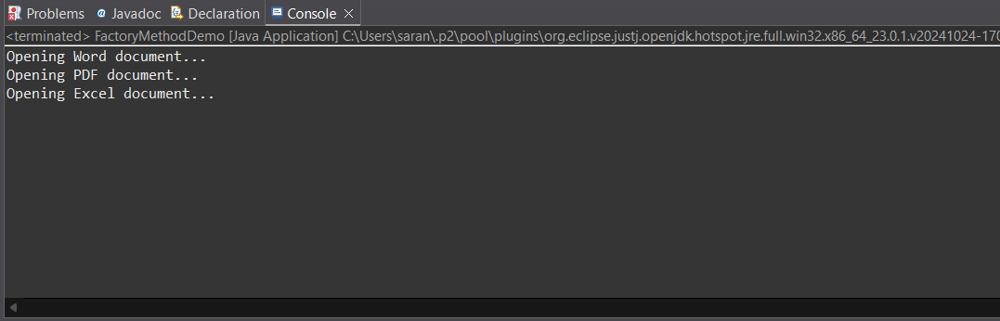 Problems @ Javadoc Declaration Console
<terminated> FactoryMethodDemo [Java Application] C:\Users\saran\.p2\pool\plugins\org.eclipse.justj.openjdk.hotspot.jre.full.win32.x86_64_23.0.1.v20241024-170
Opening Word document...
Opening PDF document...
Opening Excel document...